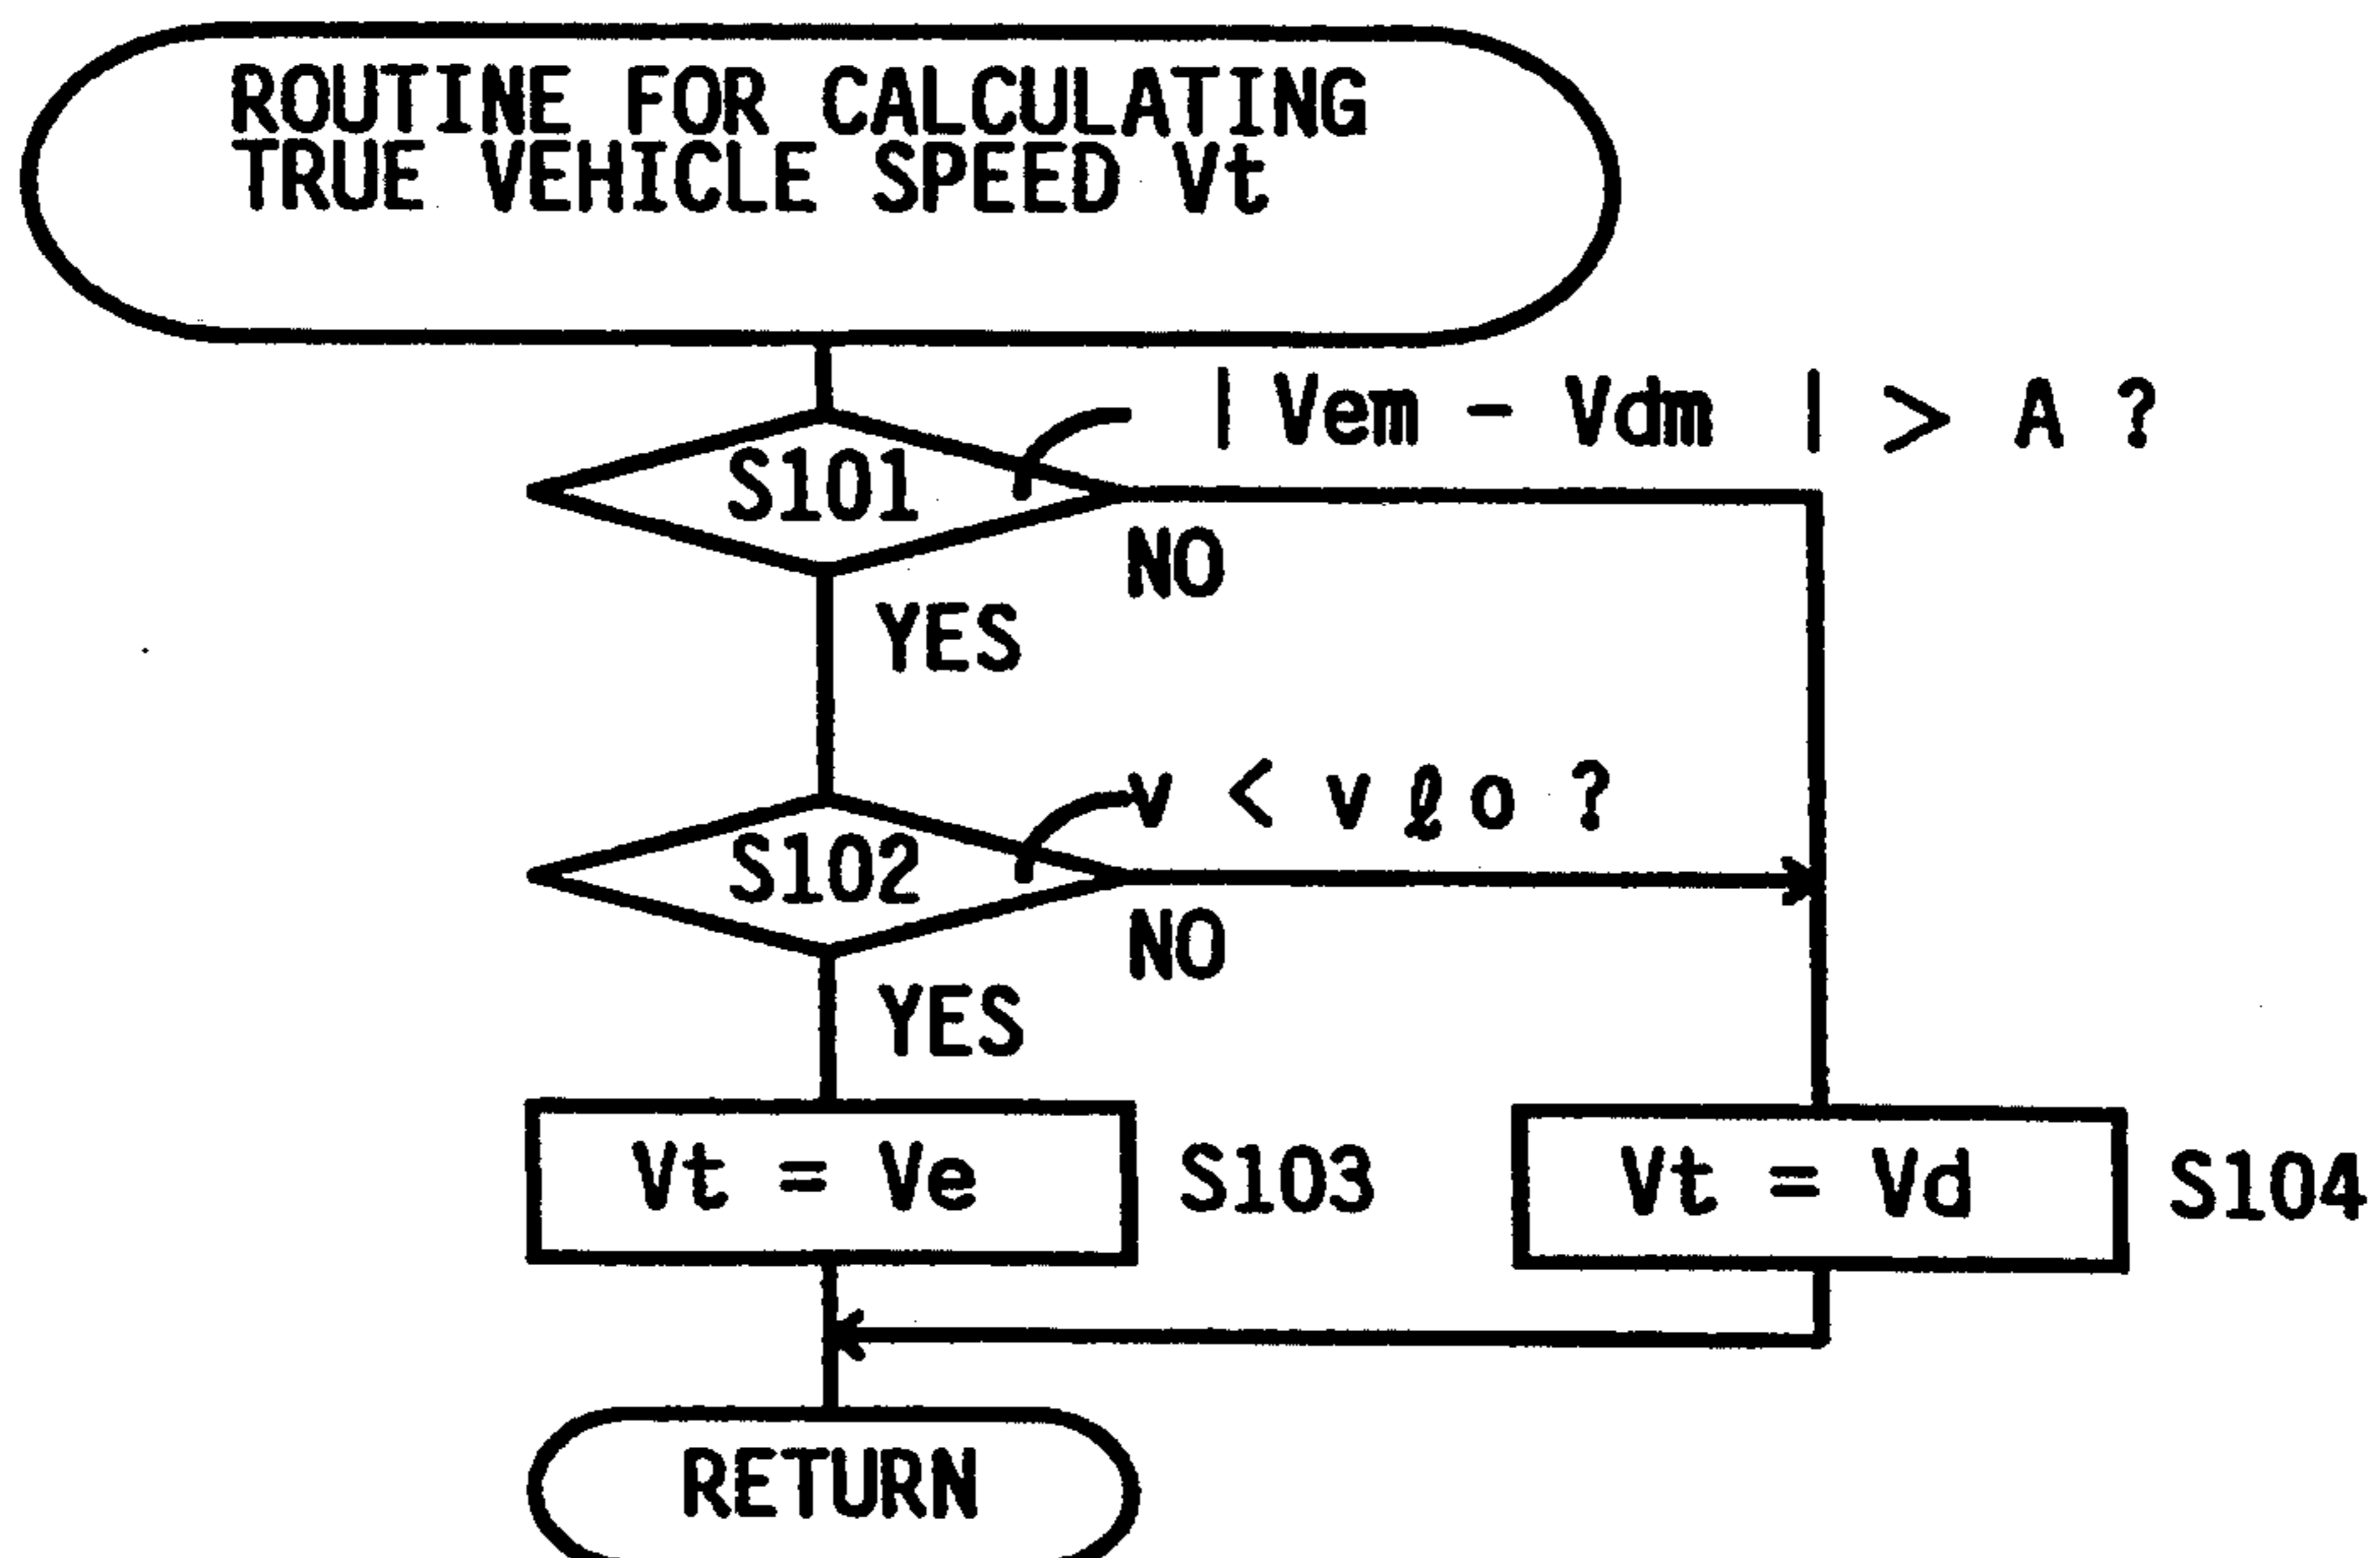 ROUTINE FOR CALCULATING
TRUE VEHICLE SPEED Vt
| Vem - Vdm | > A ?
S101
NO
YES
v < v ℓ o ?
S102
NO
YES
Vt = Ve S103
Vt = Vd S104
RETURN